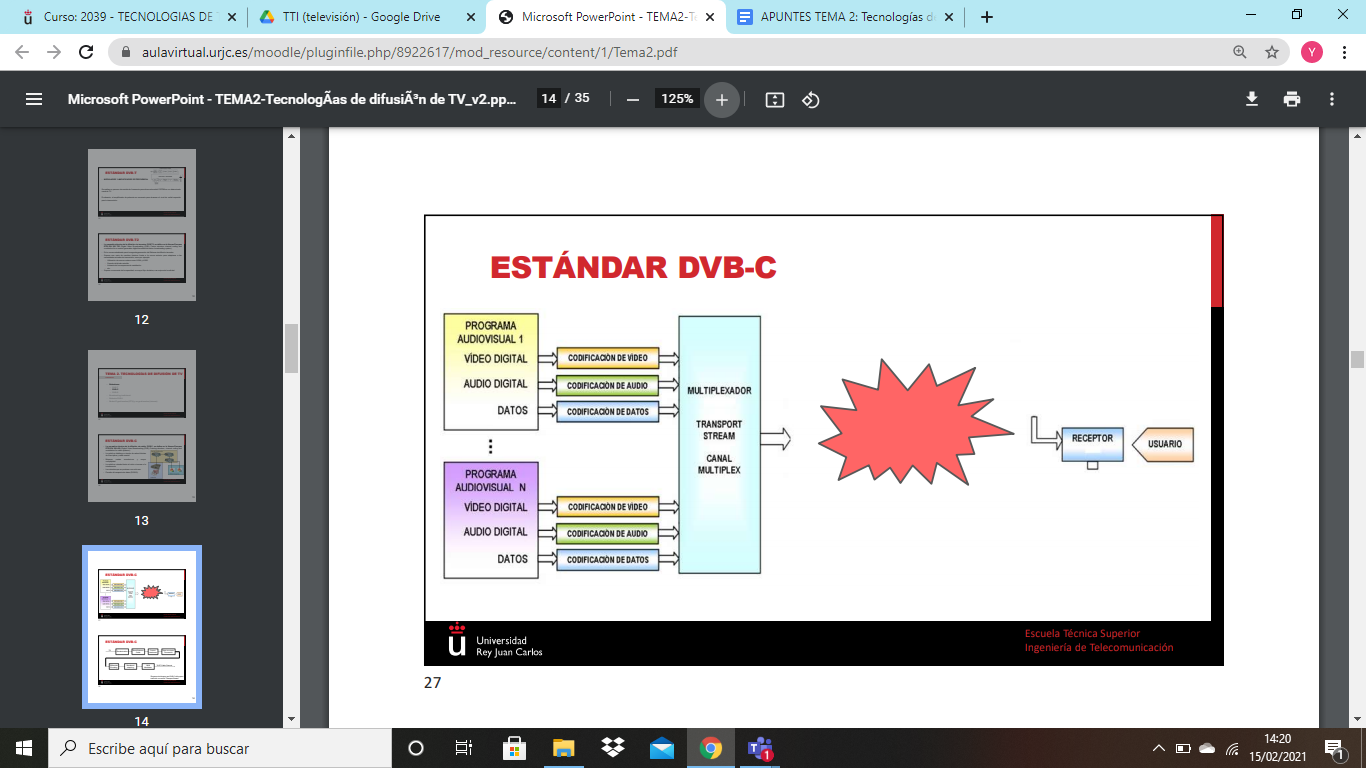 Curso: 2039 - TECNOLOGIAS DE T
TTI (televisión) - Google Drive
Microsoft PowerPoint - TEMA2-Te
APUNTES TEMA 2: Tecnologías d
aulavirtual.urjc.es/moodle/pluginfile.php/8922617/mod_resource/content/1/Tema2.pdf
Y
Microsoft PowerPoint - TEMA2-TecnologÃas de difusiÃ³n de TV_v2.pp...
14 / 35
125%
12
13
14
ESTÁNDAR DVB-C
PROGRAMA
AUDIOVISUAL 1
VÍDEO DIGITAL
CODIFICACIÓN DE VÍDEO
AUDIO DIGITAL
CODIFICACIÓN DE AUDIO
DATOS
CODIFICACIÓN DE DATOS
PROGRAMA
AUDIOVISUAL N
VÍDEO DIGITAL
CODIFICACIÓN DE VÍDEO
AUDIO DIGITAL
CODIFICACIÓN DE AUDIO
DATOS
CODIFICACIÓN DE DATOS
MULTIPLEXADOR
TRANSPORT
STREAM
CANAL
MULTIPLEX
RECEPTOR
USUARIO
Universidad
Rey Juan Carlos
Escuela Técnica Superior
Ingeniería de Telecomunicación
27
Escribe aquí para buscar
1
14:20
15/02/2021
1